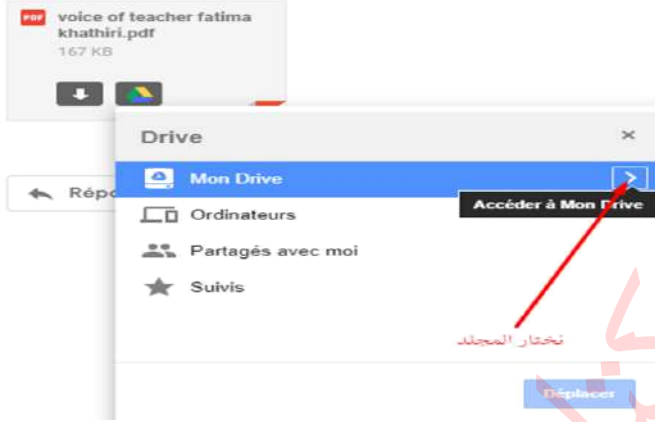 PDF voice of teacher fatima
khathiri.pdf
167 KB
Drive ×
Mon Drive
Répo
Accéder à Mon Drive
Ordinateurs
Partagés avec moi
Suivis
نختار المجلد
Déplacer